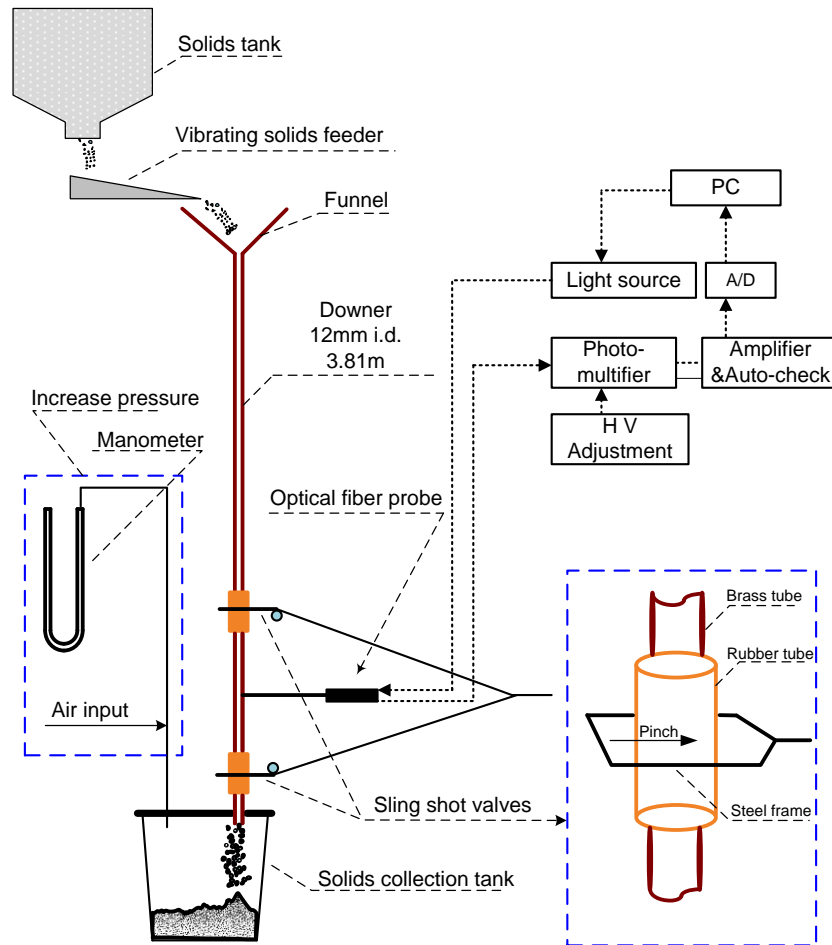 Solids tank
Vibrating solids feeder
Funnel
PC
Light source
A/D
Downer
12mm i.d.
3.81m
Photo-
multifier
Amplifier
&Auto-check
H V
Adjustment
Increase pressure
Manometer
Optical fiber probe
Air input
Brass tube
Rubber tube
Pinch
Steel frame
Sling shot valves
Solids collection tank